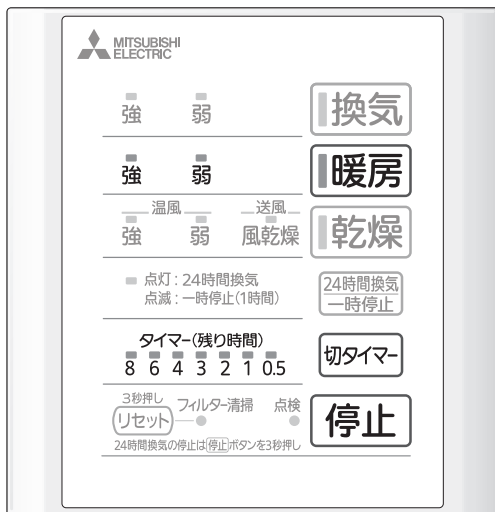 MITSUBISHI
ELECTRIC
強 弱 換気
強 弱 暖房
温風 送風
強 弱 風乾燥 乾燥
点灯:24時間換気
点滅:一時停止(1時間)
24時間換気
一時停止
タイマー(残り時間)
8 6 4 3 2 1 0.5
切タイマー
3秒押し
リセット フィルター清掃 点検
停止
24時間換気の停止は停止ボタンを3秒押し